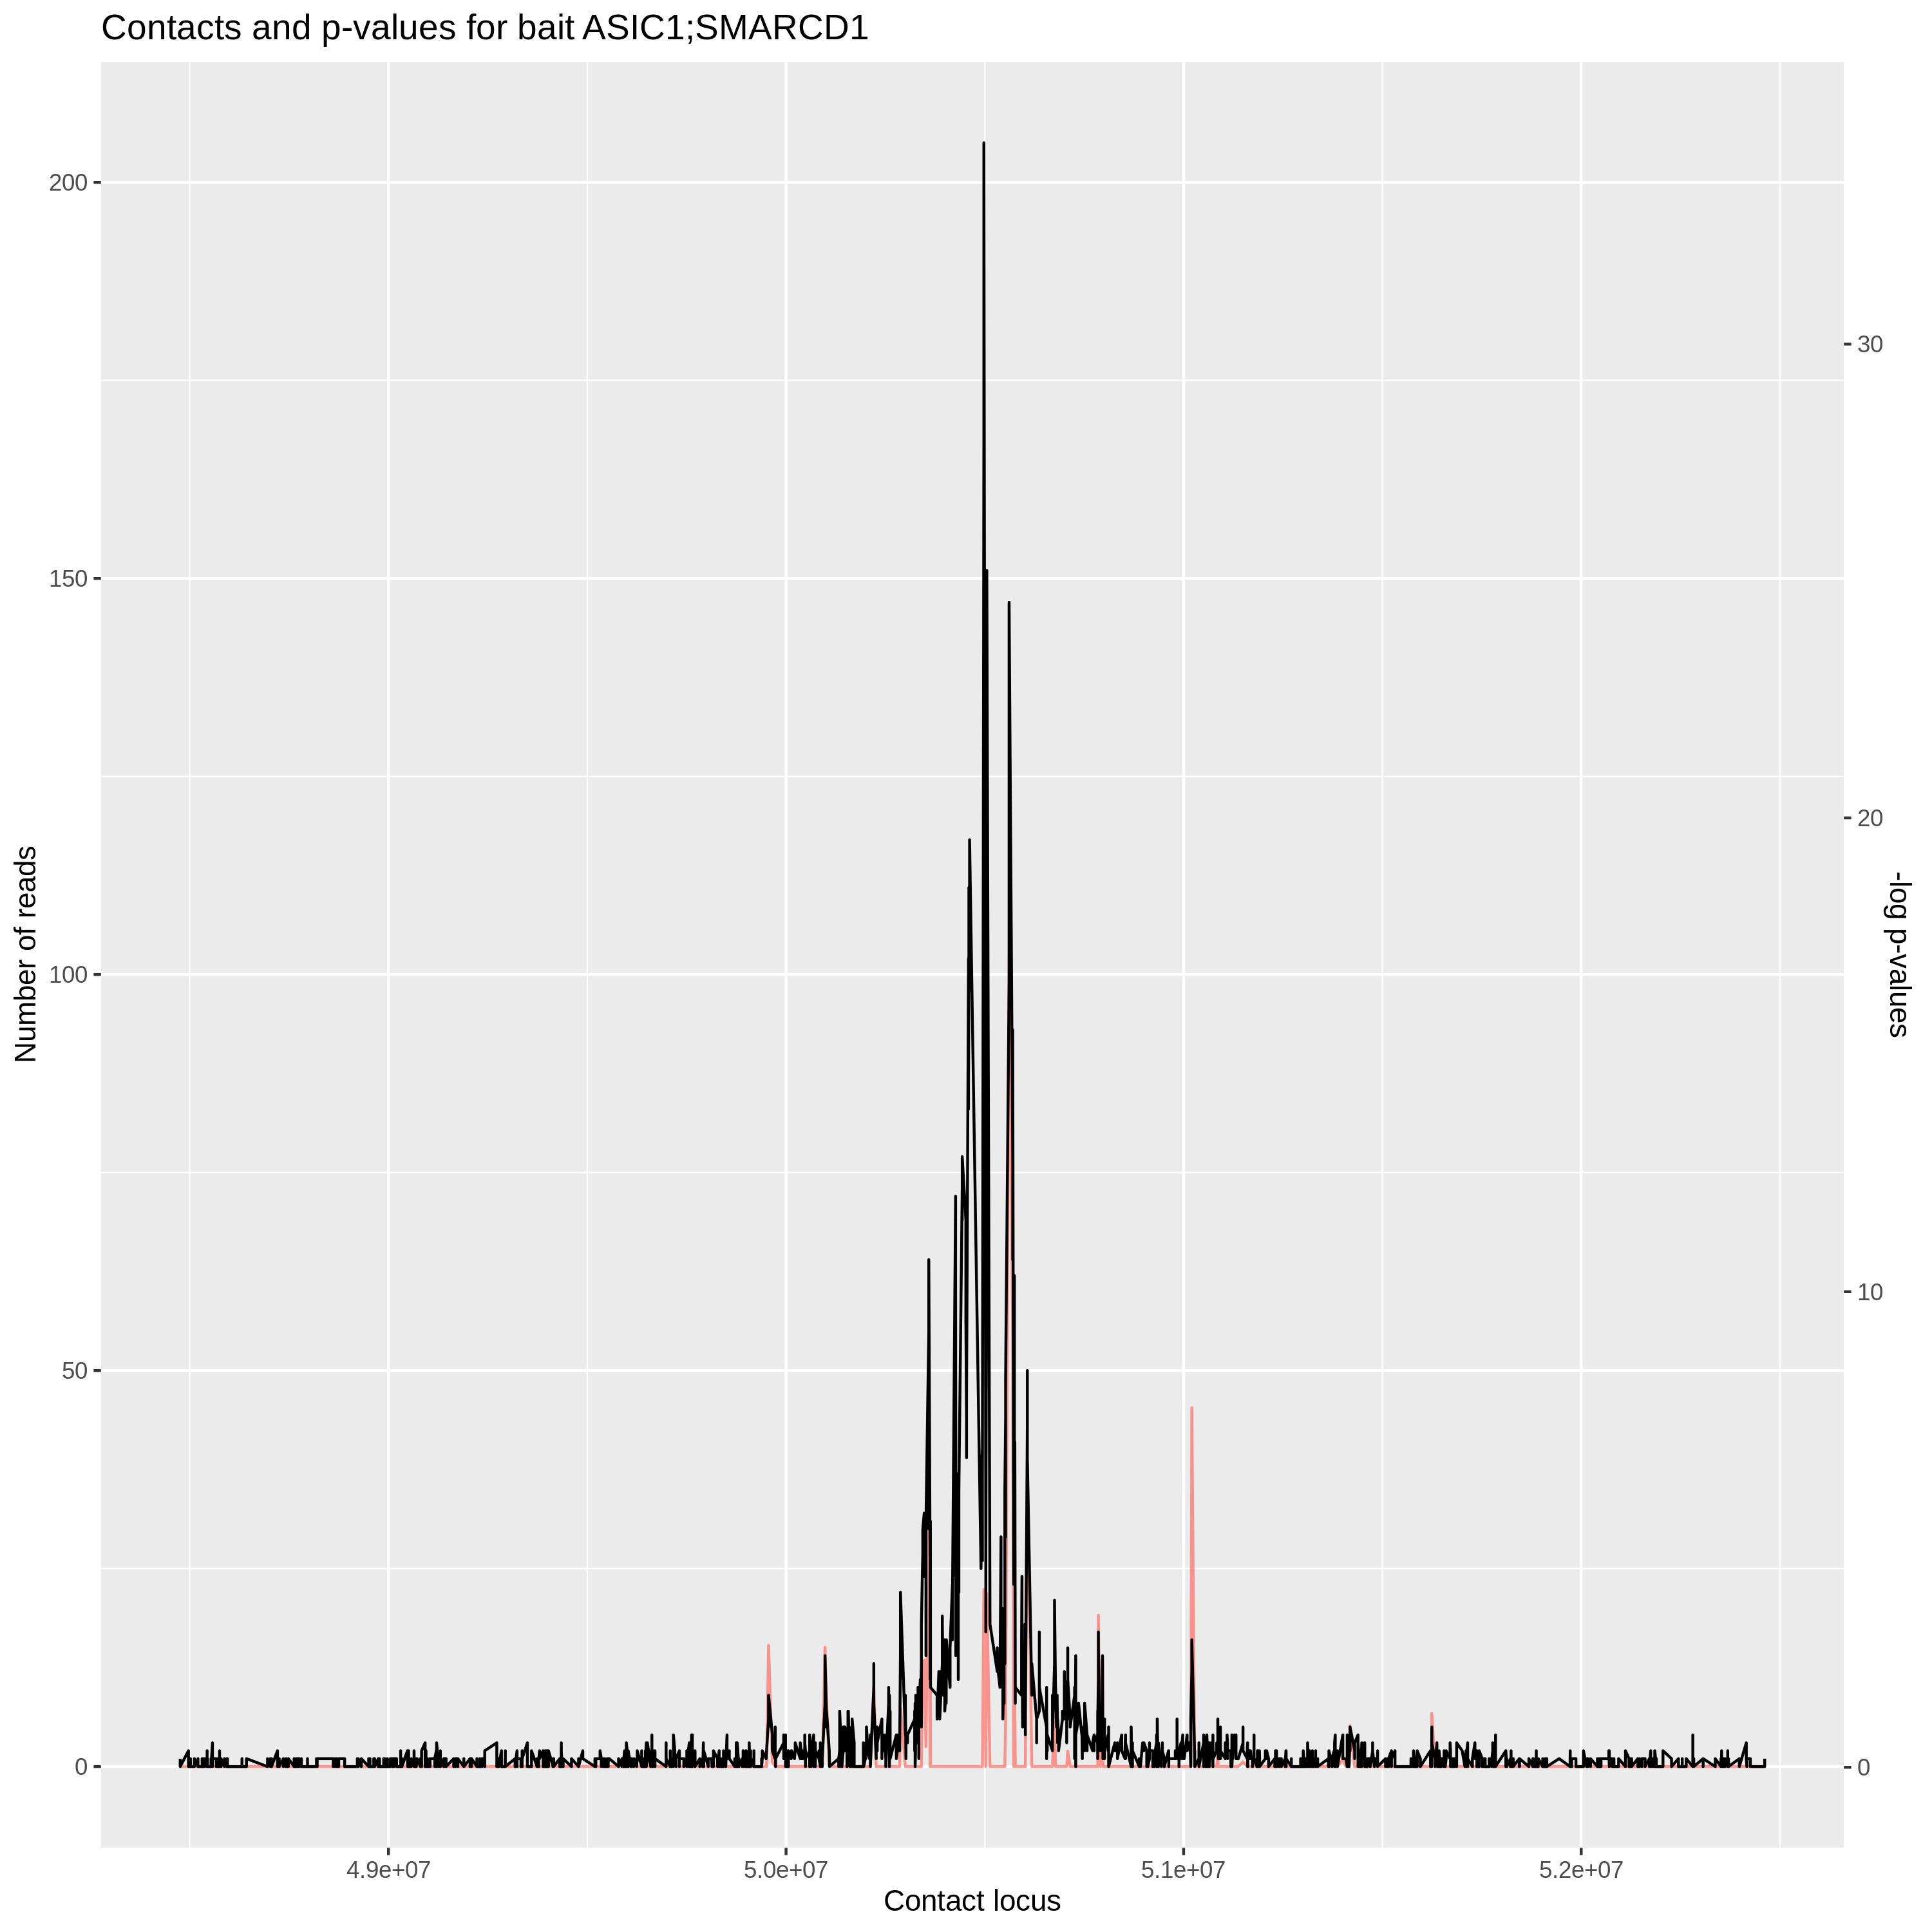 Contacts and p-values for bait ASIC1;SMARCD1
200
150
100
50
0
Number of reads
30
20
10
0
-log p-values
4.9e+07 5.0e+07 5.1e+07 5.2e+07
Contact locus